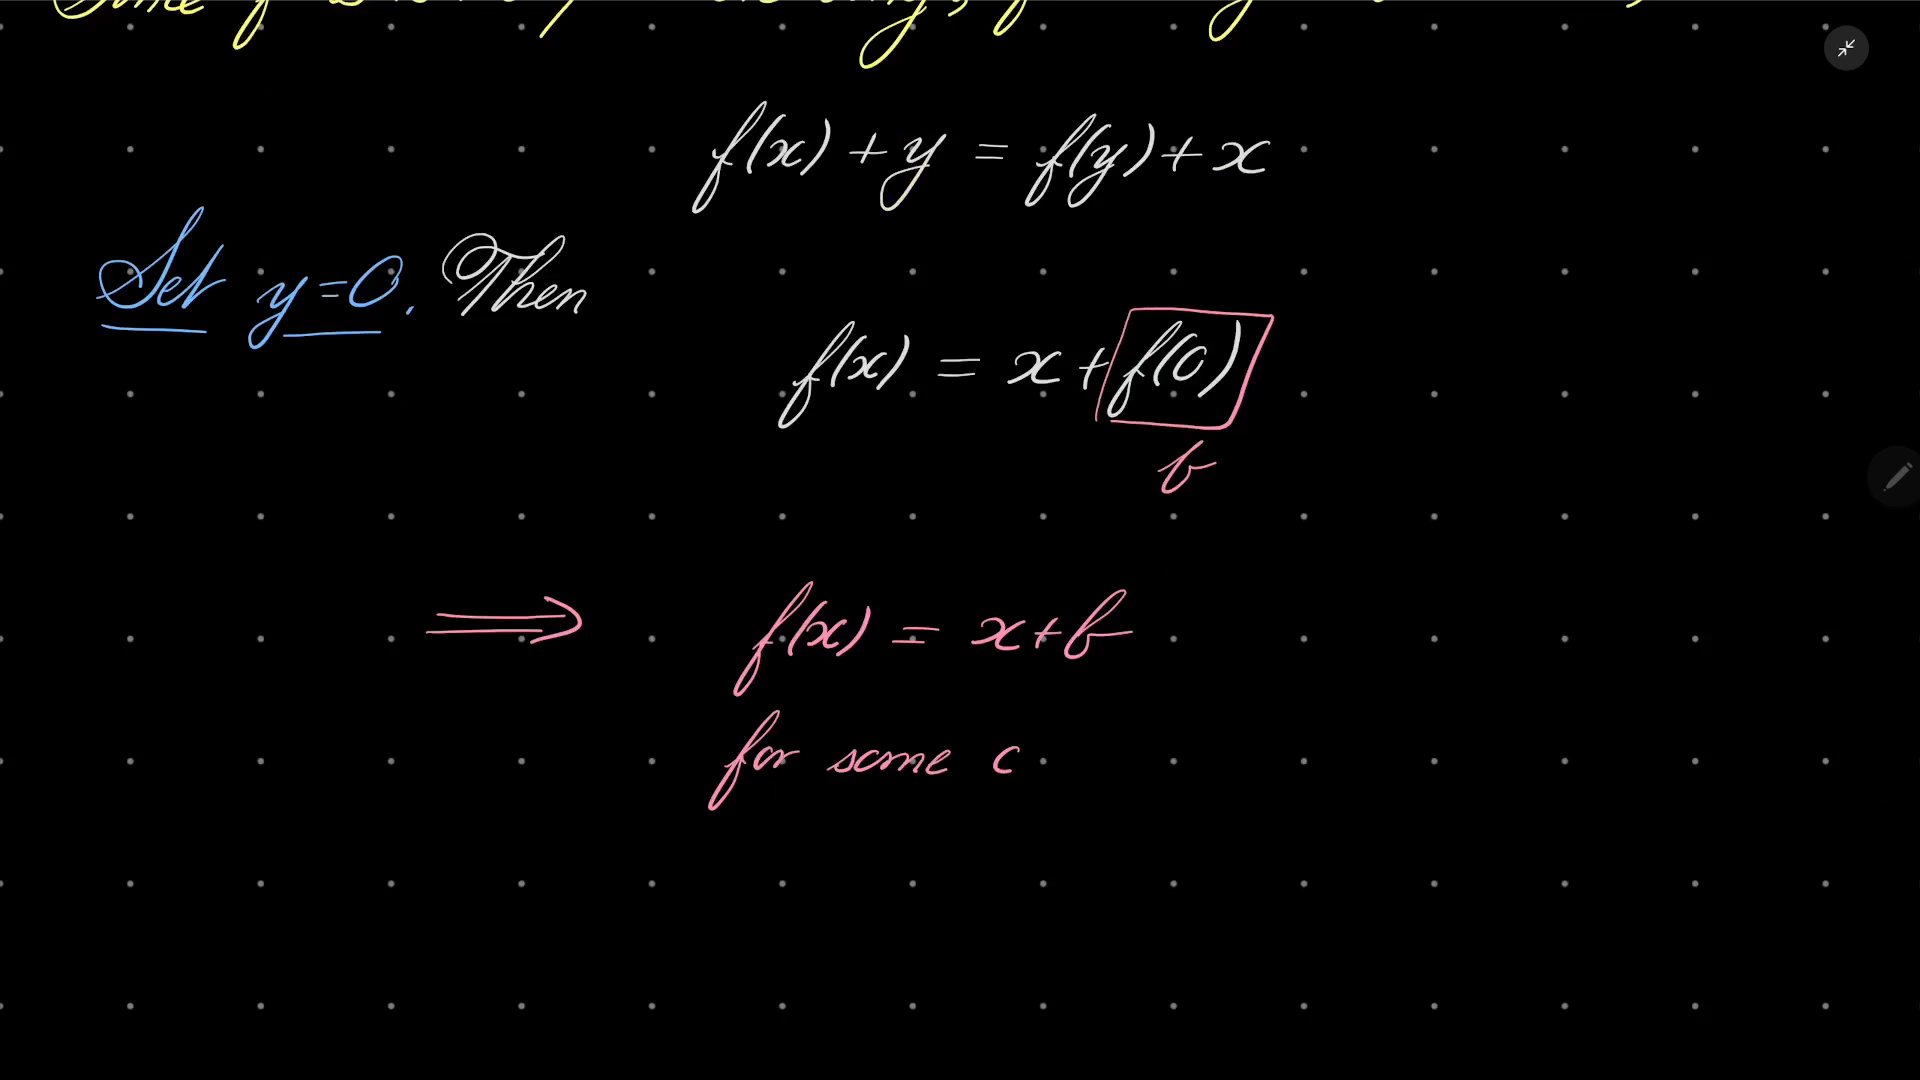 f(x) + y = f(y) + x
Set y=0. Then
f(x) = x + f(0)
b
⟹ f(x) = x + b
for some c